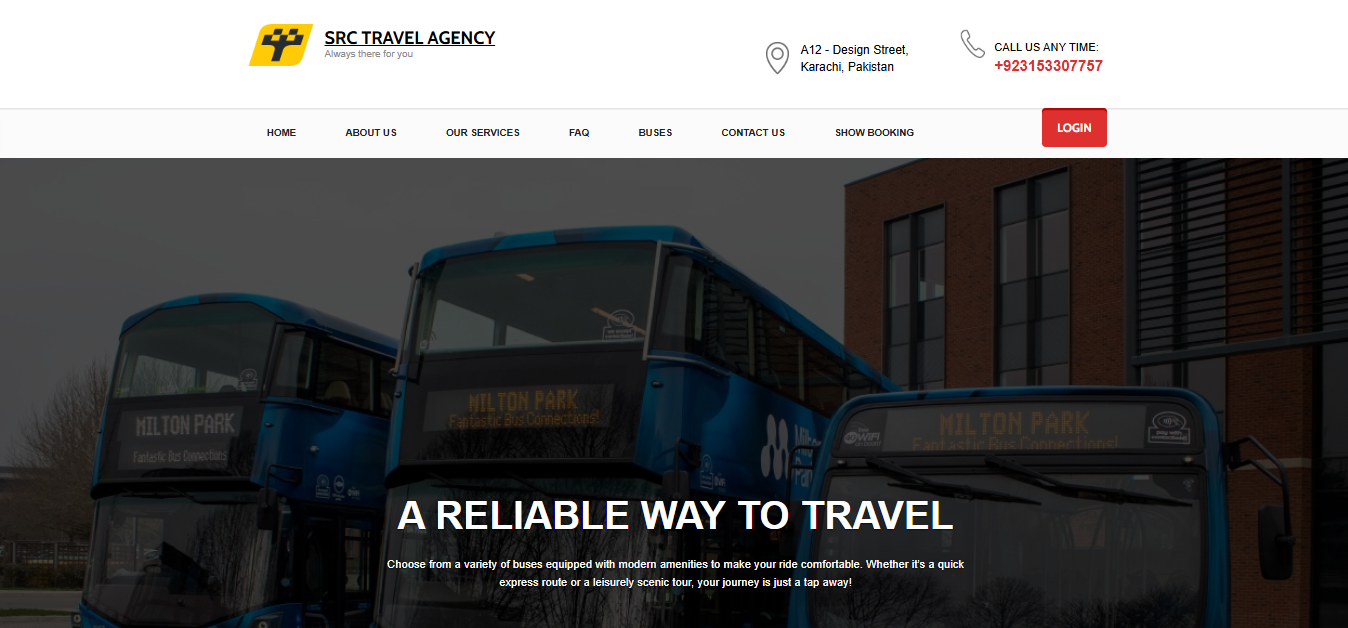 SRC TRAVEL AGENCY
Always there for you
A12 - Design Street,
Karachi, Pakistan
CALL US ANY TIME:
+923153307757
HOME
ABOUT US
OUR SERVICES
FAQ
BUSES
CONTACT US
SHOW BOOKING
LOGIN
MILTON PARK
Fantastic Bus Connections
MILTON PARK
Fantastic Bus Connections!
MILTON PARK
Fantastic Bus Connections!
WiFi
pay with
contactless
A RELIABLE WAY TO TRAVEL
Choose from a variety of buses equipped with modern amenities to make your ride comfortable. Whether it's a quick
express route or a leisurely scenic tour, your journey is just a tap away!